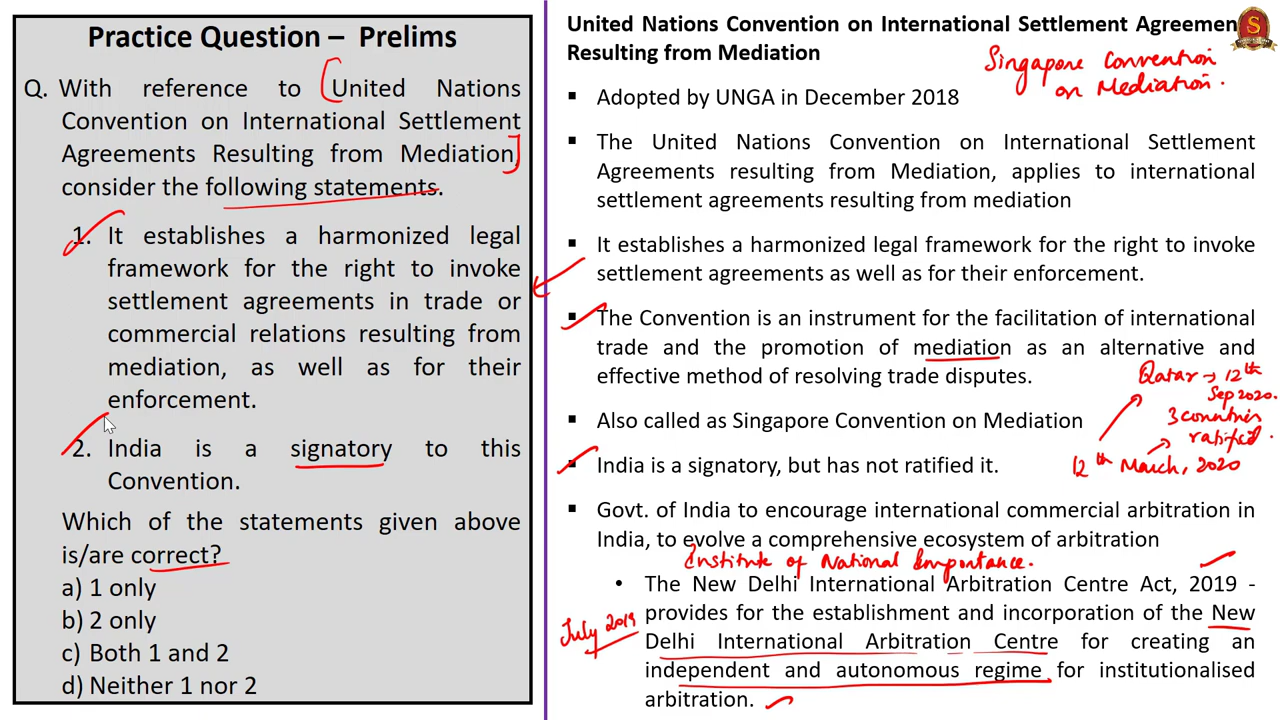 Practice Question – Prelims
Q. With reference to United Nations
Convention on International Settlement
Agreements Resulting from Mediation,
consider the following statements.
1. It establishes a harmonized legal
framework for the right to invoke
settlement agreements in trade or
commercial relations resulting from
mediation, as well as for their
enforcement.
2. India is a signatory to this
Convention.
Which of the statements given above
is/are correct?
a) 1 only
b) 2 only
c) Both 1 and 2
d) Neither 1 nor 2
United Nations Convention on International Settlement Agreemen
Resulting from Mediation
Singapore Convention
on Mediation.
▪ Adopted by UNGA in December 2018
▪ The United Nations Convention on International Settlement
Agreements resulting from Mediation, applies to international
settlement agreements resulting from mediation
▪ It establishes a harmonized legal framework for the right to invoke
settlement agreements as well as for their enforcement.
▪ The Convention is an instrument for the facilitation of international
trade and the promotion of mediation as an alternative and
effective method of resolving trade disputes.
Qatar → 12th
Sep 2020.
3 countries
ratified.
12th March, 2020
▪ Also called as Singapore Convention on Mediation
▪ India is a signatory, but has not ratified it.
▪ Govt. of India to encourage international commercial arbitration in
India, to evolve a comprehensive ecosystem of arbitration
Institute of National Importance.
• The New Delhi International Arbitration Centre Act, 2019 -
provides for the establishment and incorporation of the New
Delhi International Arbitration Centre for creating an
independent and autonomous regime for institutionalised
arbitration.
July 2019